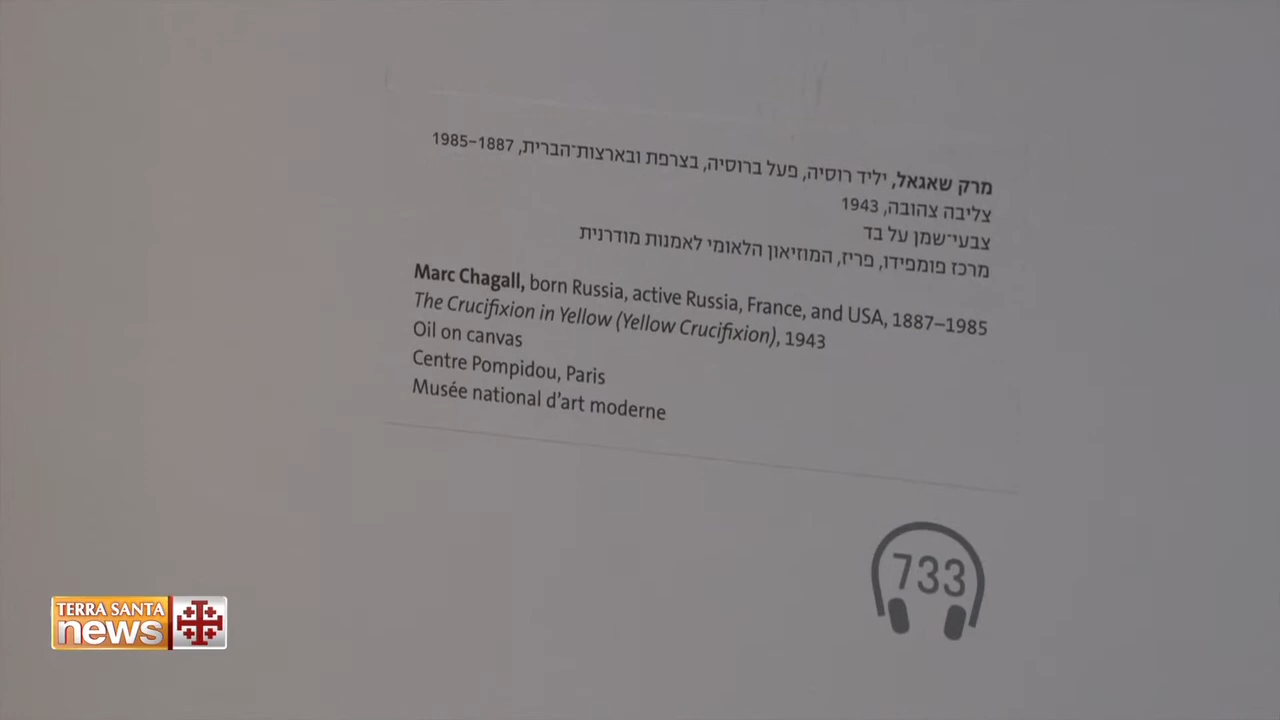 מרק שאגאל, יליד רוסיה, פעל ברוסיה, בצרפת ובארצות־הברית, 1887–1985
צליבה צהובה, 1943
צבעי־שמן על בד
מרכז פומפידו, פריז, המוזיאון הלאומי לאמנות מודרנית
Marc Chagall, born Russia, active Russia, France, and USA, 1887–1985
The Crucifixion in Yellow (Yellow Crucifixion), 1943
Oil on canvas
Centre Pompidou, Paris
Musée national d'art moderne
733
TERRA SANTA
news